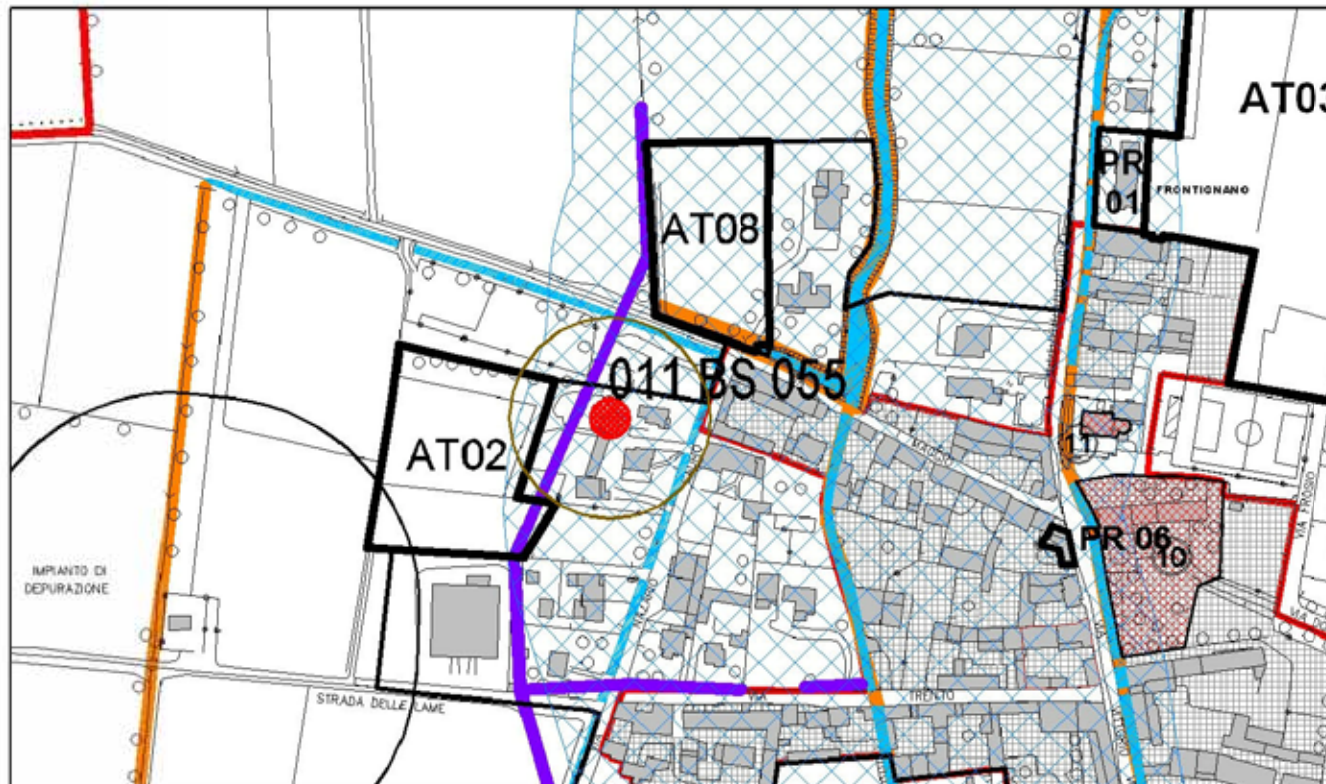 AT03
PR
01
FRONTIGNANO
AT08
011 BS 055
AT02
11
PR 06
10
IMPIANTO DI
DEPURAZIONE
STRADA DELLE LAME
VIA
TRENTO